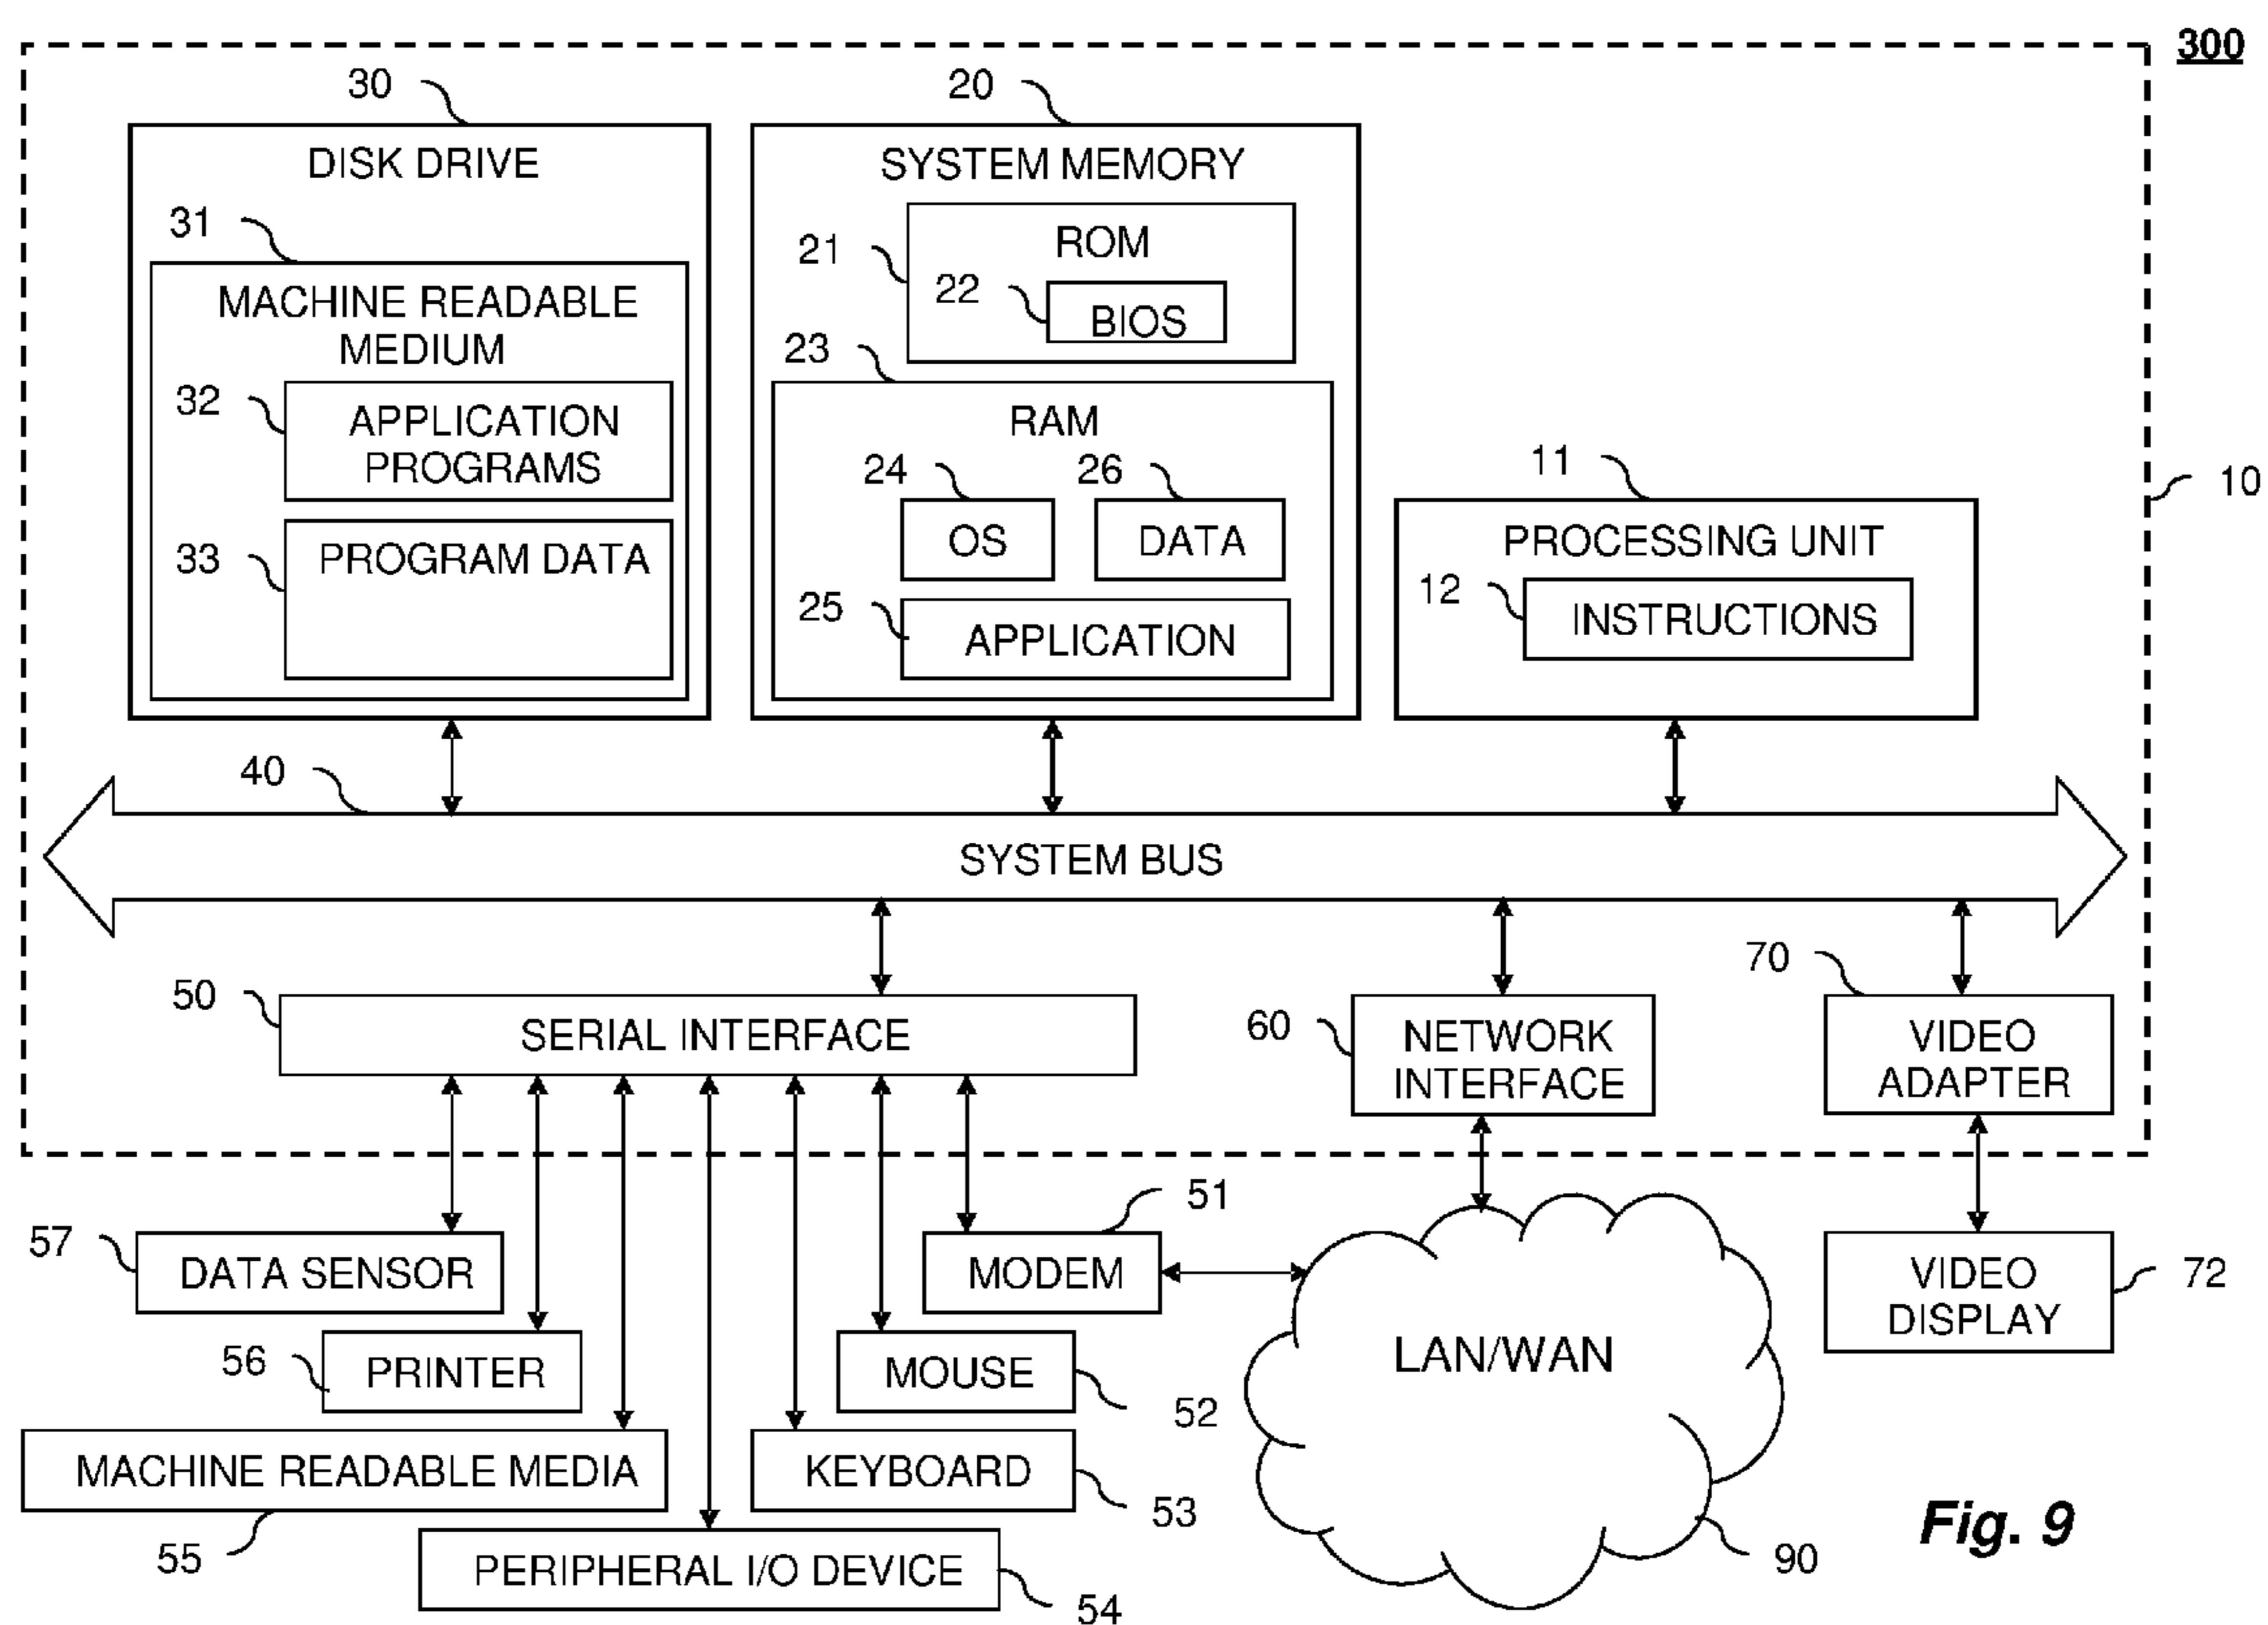 300
30
20
DISK DRIVE
SYSTEM MEMORY
31
21
ROM
MACHINE READABLE
MEDIUM
22
BIOS
23
32
APPLICATION
PROGRAMS
RAM
24
26
11
10
33
PROGRAM DATA
OS
DATA
PROCESSING UNIT
25
APPLICATION
12
INSTRUCTIONS
40
SYSTEM BUS
50
SERIAL INTERFACE
60
NETWORK
INTERFACE
70
VIDEO
ADAPTER
57
DATA SENSOR
51
MODEM
VIDEO
DISPLAY
72
56
PRINTER
MOUSE
52
LAN/WAN
MACHINE READABLE MEDIA
KEYBOARD
53
55
PERIPHERAL I/O DEVICE
54
90
Fig. 9